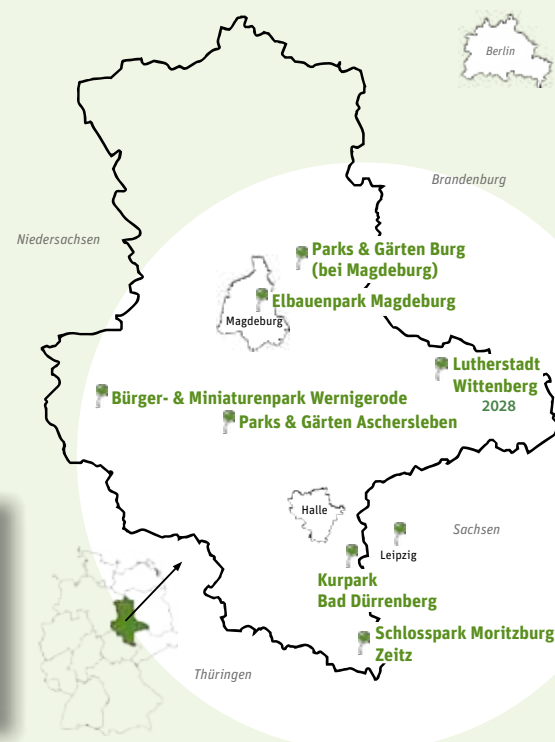 Berlin
Brandenburg
Niedersachsen
Parks & Gärten Burg
(bei Magdeburg)
Elbauenpark Magdeburg
Magdeburg
Lutherstadt
Wittenberg
2028
Bürger- & Miniaturenpark Wernigerode
Parks & Gärten Aschersleben
Halle
Sachsen
Leipzig
Kurpark
Bad Dürrenberg
Schlosspark Moritzburg
Zeitz
Thüringen